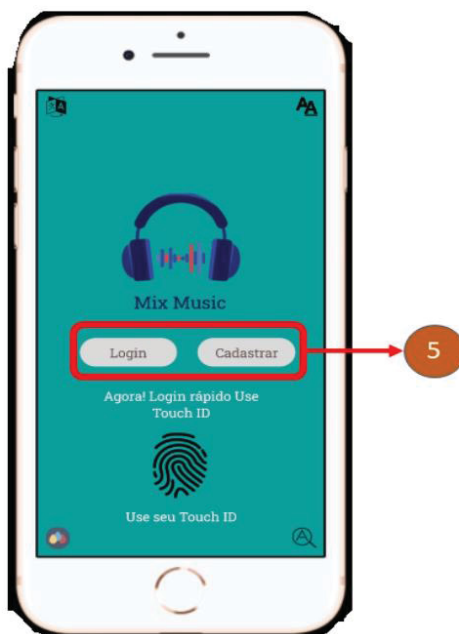 Mix Music
Login Cadastrar
5
Agora! Login rápido Use
Touch ID
Use seu Touch ID